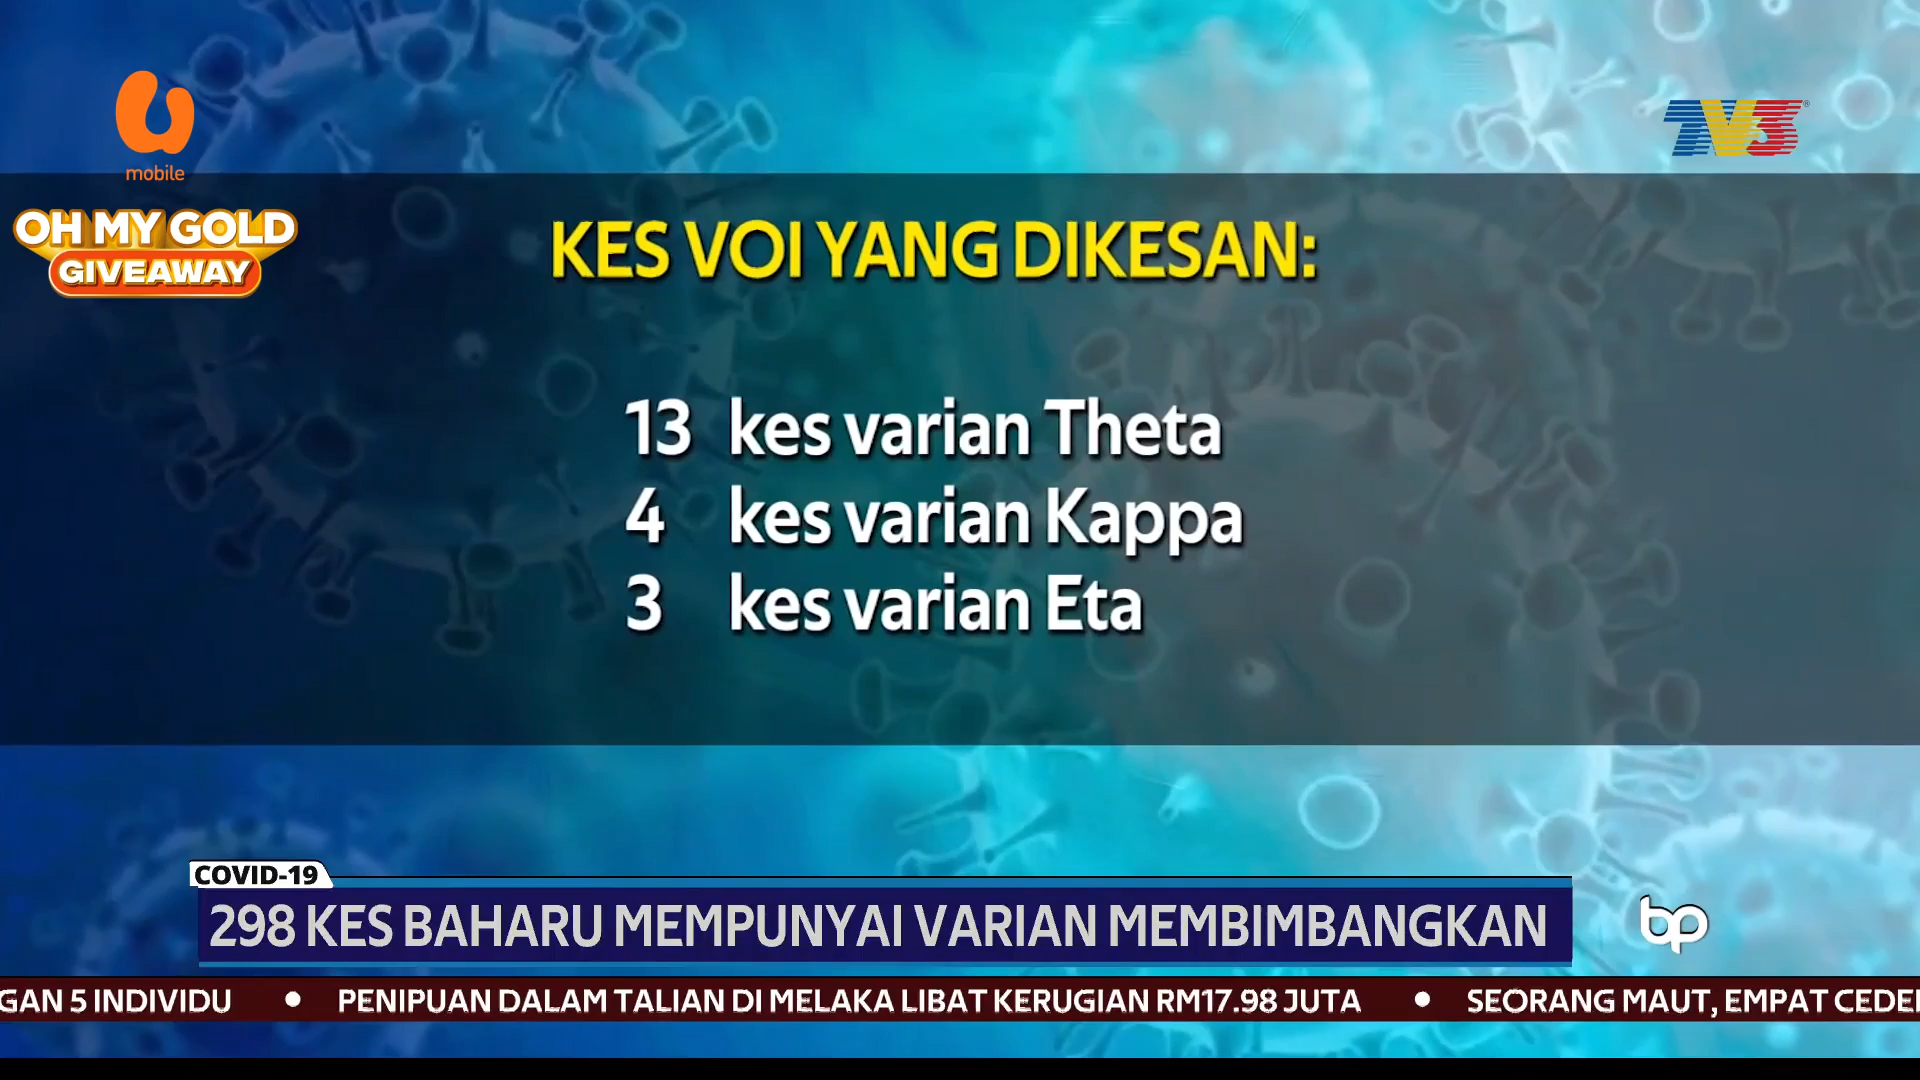 mobile
OH MY GOLD
GIVEAWAY
TV3
KES VOI YANG DIKESAN:
13 kes varian Theta
4 kes varian Kappa
3 kes varian Eta
COVID-19
298 KES BAHARU MEMPUNYAI VARIAN MEMBIMBANGKAN
bp
GAN 5 INDIVIDU • PENIPUAN DALAM TALIAN DI MELAKA LIBAT KERUGIAN RM17.98 JUTA • SEORANG MAUT, EMPAT CEDE